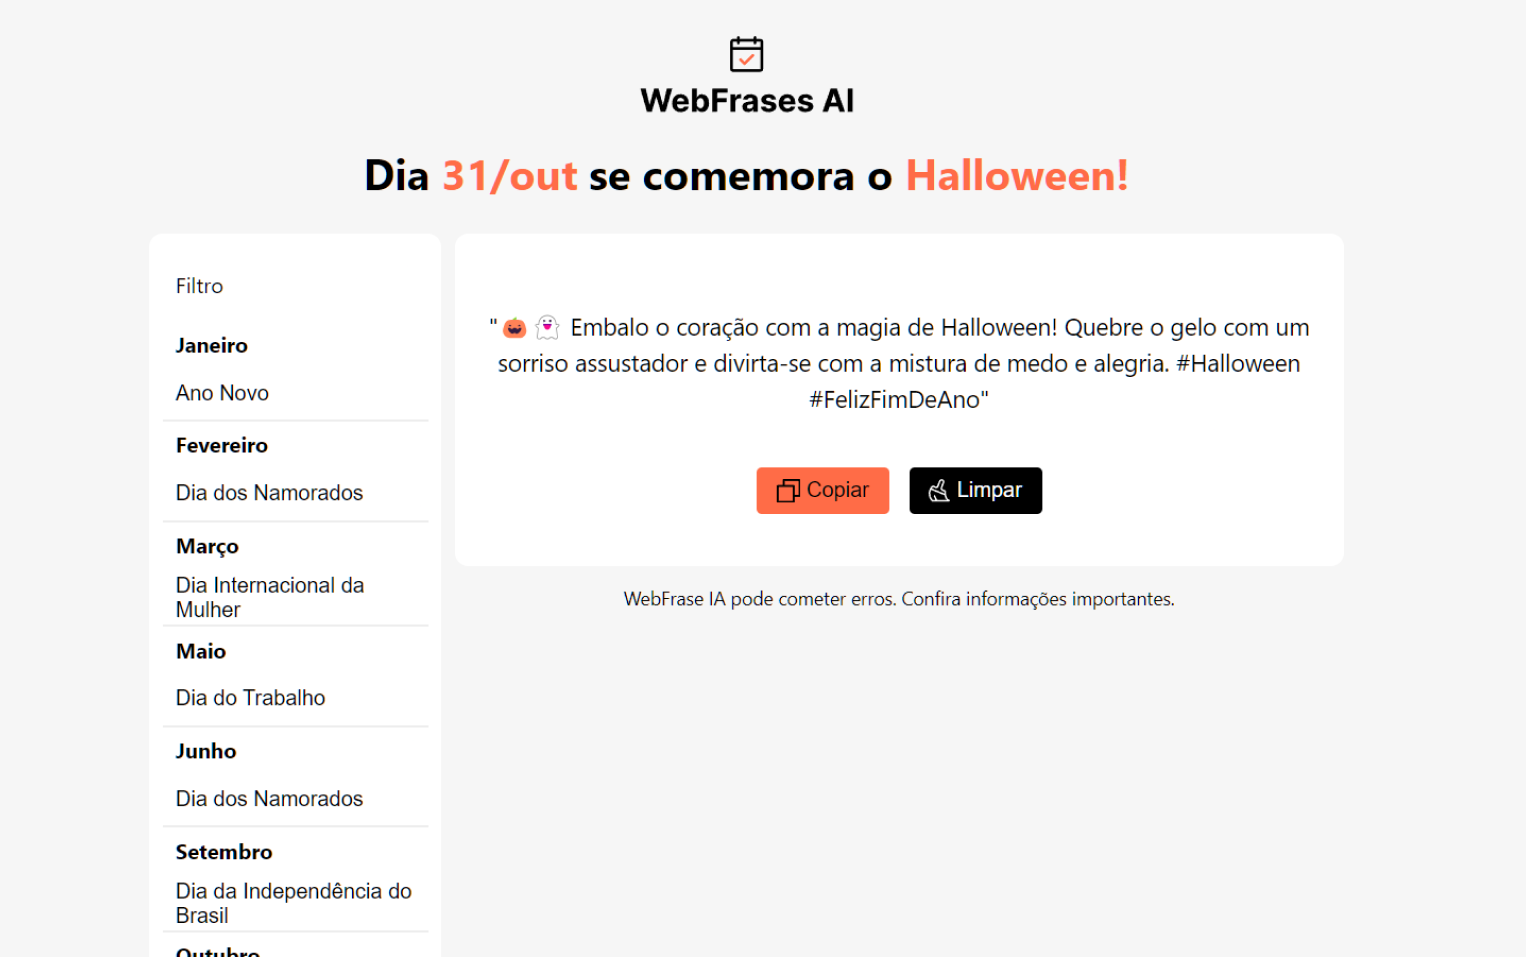 WebFrases AI
Dia 31/out se comemora o Halloween!
Filtro
Janeiro
Ano Novo
Fevereiro
Dia dos Namorados
Março
Dia Internacional da
Mulher
Maio
Dia do Trabalho
Junho
Dia dos Namorados
Setembro
Dia da Independência do
Brasil
Outubro
"🎃👻 Embalo o coração com a magia de Halloween! Quebre o gelo com um
sorriso assustador e divirta-se com a mistura de medo e alegria. #Halloween
#FelizFimDeAno"
Copiar
Limpar
WebFrase IA pode cometer erros. Confira informações importantes.